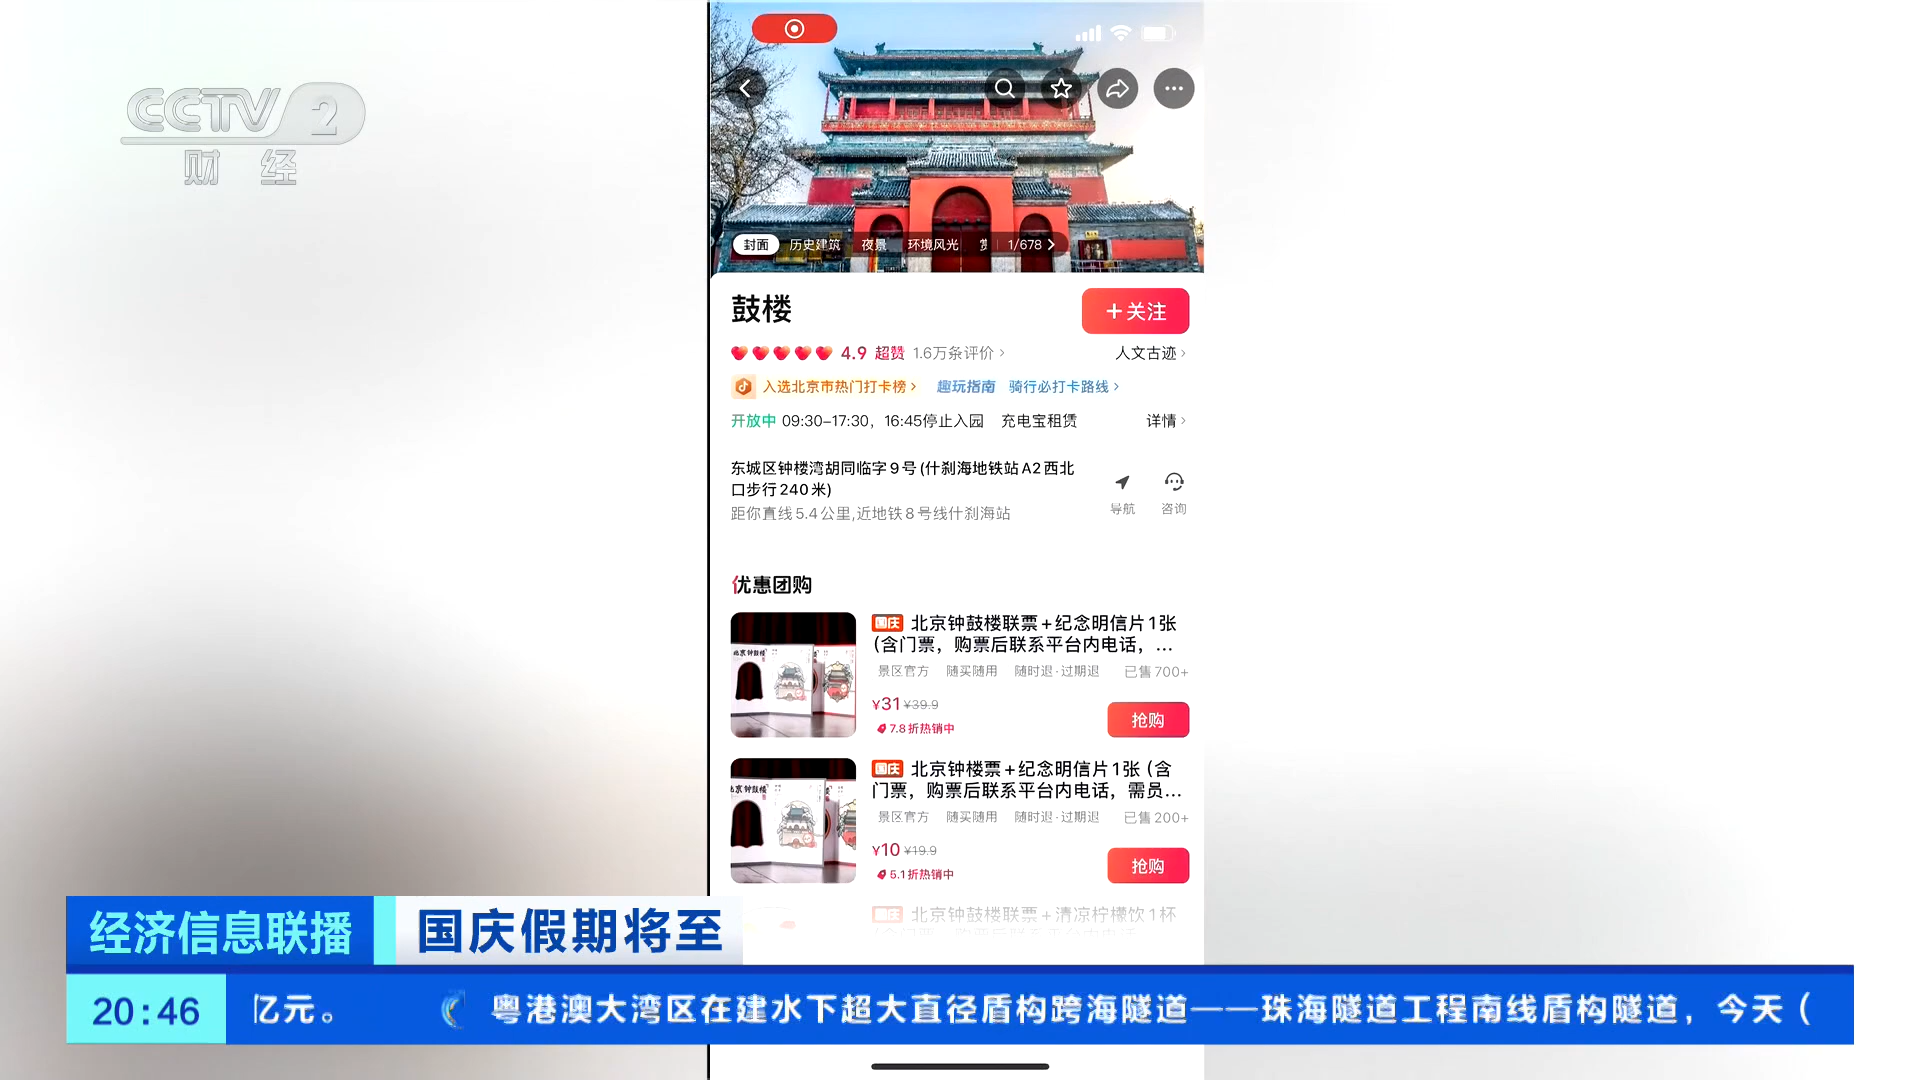 CCTV 2
财 经
封面 历史建筑 夜景 环境风光 1/678
鼓楼
+关注
4.9 超赞 1.6万条评价
人文古迹
入选北京市热门打卡榜 趣玩指南 骑行必打卡路线
开放中 09:30–17:30，16:45停止入园 充电宝租赁 详情
东城区钟楼湾胡同临字9号(什刹海地铁站A2西北
口步行240米)
距你直线5.4公里,近地铁8号线什刹海站
导航 咨询
优惠团购
北京钟鼓楼
国庆 北京钟鼓楼联票+纪念明信片1张
(含门票，购票后联系平台内电话，...
景区官方 随买随用 随时退·过期退 已售700+
¥31 ¥39.9
7.8折热销中
抢购
北京钟鼓楼
国庆 北京钟楼票+纪念明信片1张 (含
门票，购票后联系平台内电话，需员...
景区官方 随买随用 随时退·过期退 已售200+
¥10 ¥19.9
5.1折热销中
抢购
国庆 北京钟鼓楼联票+清凉柠檬饮1杯
经济信息联播
国庆假期将至
20:46
亿元。 粤港澳大湾区在建水下超大直径盾构跨海隧道——珠海隧道工程南线盾构隧道，今天（